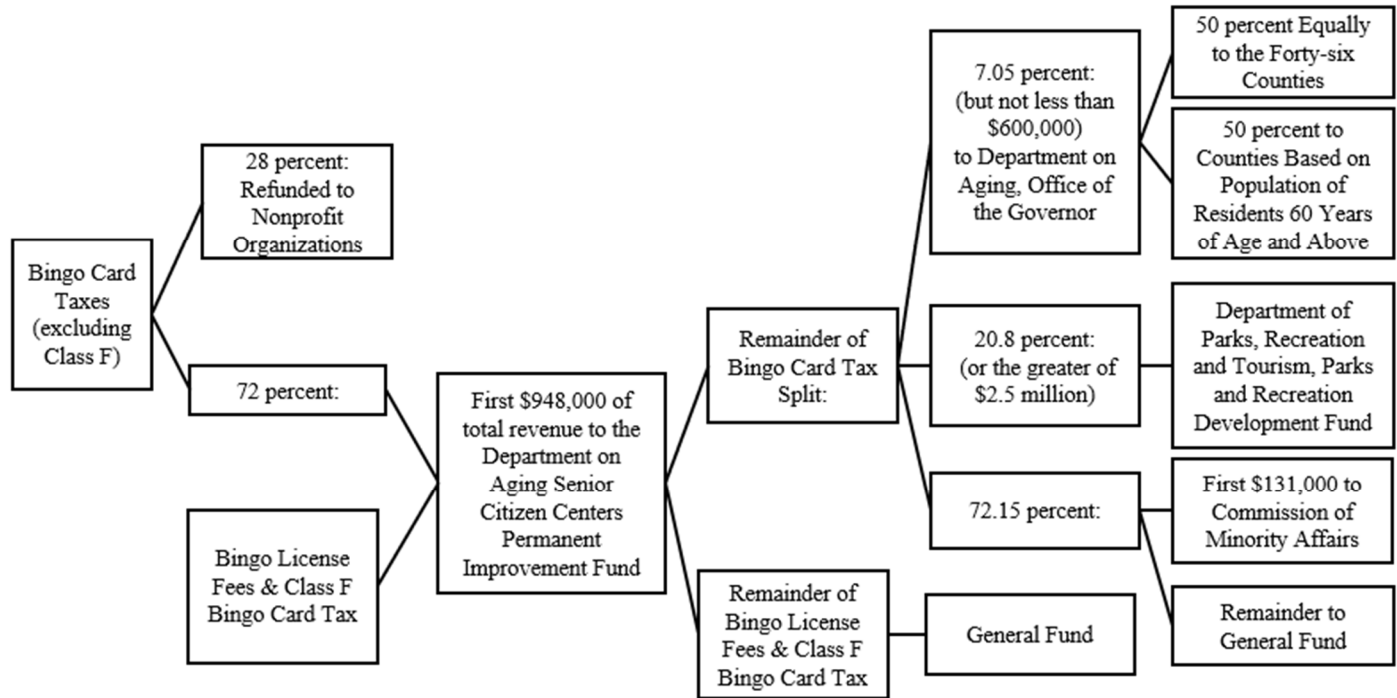 Bingo Card
Taxes
(excluding
Class F)
28 percent:
Refunded to
Nonprofit
Organizations
72 percent:
Bingo License
Fees & Class F
Bingo Card Tax
First $948,000 of
total revenue to the
Department on
Aging Senior
Citizen Centers
Permanent
Improvement Fund
Remainder of
Bingo Card Tax
Split:
Remainder of
Bingo License
Fees & Class F
Bingo Card Tax
7.05 percent:
(but not less than
$600,000)
to Department on
Aging, Office of
the Governor
20.8 percent:
(or the greater of
$2.5 million)
72.15 percent:
General Fund
50 percent Equally
to the Forty-six
Counties
50 percent to
Counties Based on
Population of
Residents 60 Years
of Age and Above
Department of
Parks, Recreation
and Tourism, Parks
and Recreation
Development Fund
First $131,000 to
Commission of
Minority Affairs
Remainder to
General Fund